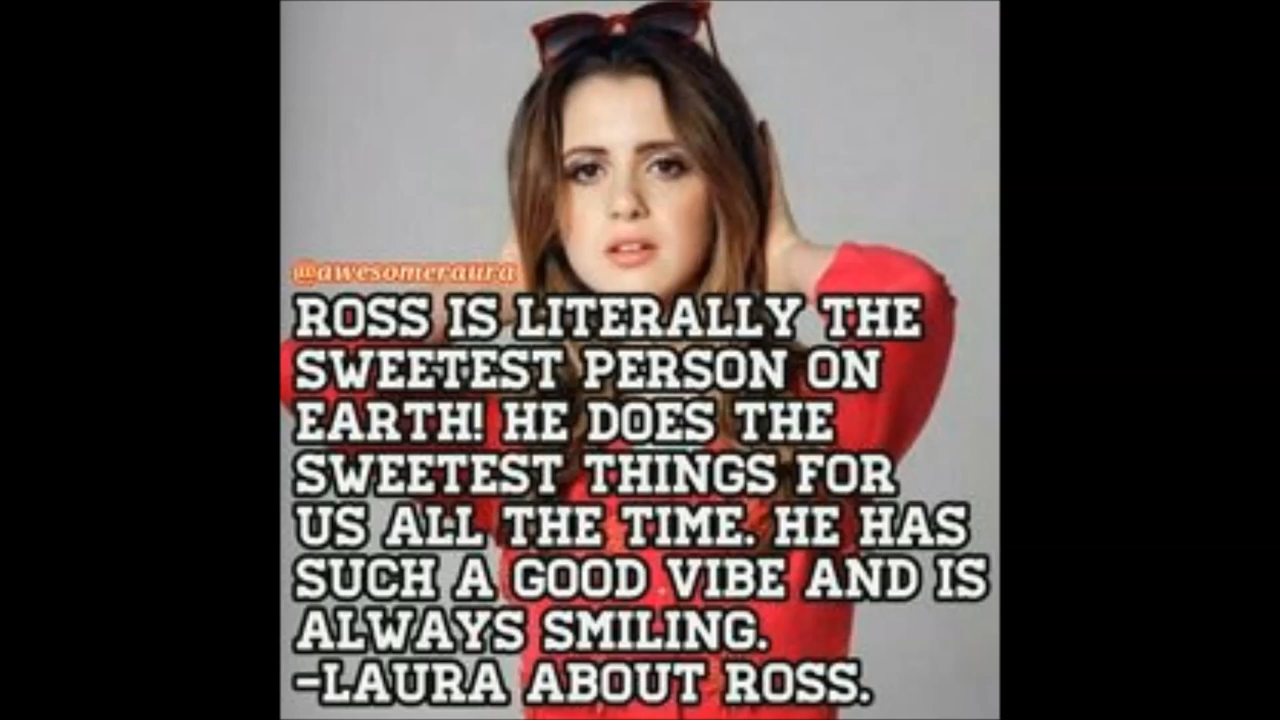 @awesomeraura
ROSS IS LITERALLY THE
SWEETEST PERSON ON
EARTH! HE DOES THE
SWEETEST THINGS FOR
US ALL THE TIME. HE HAS
SUCH A GOOD VIBE AND IS
ALWAYS SMILING.
-LAURA ABOUT ROSS.